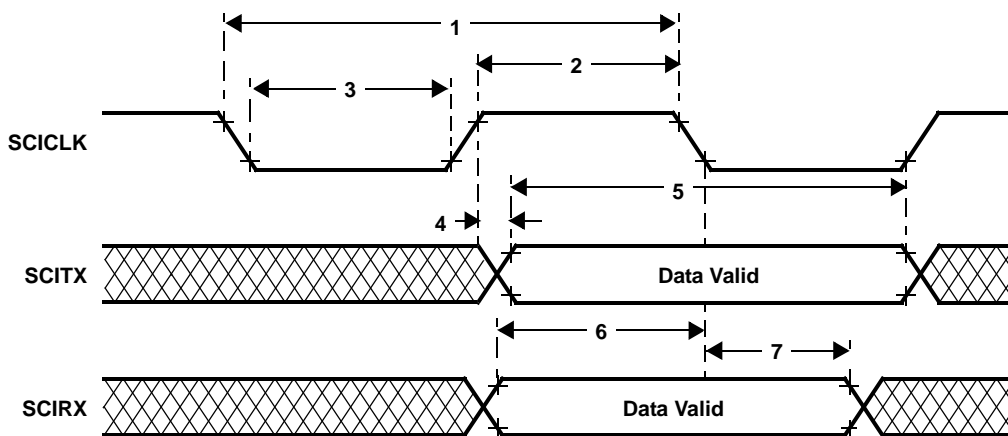 1
2
3
SCICLK
5
4
SCITX
Data Valid
6
7
SCIRX
Data Valid